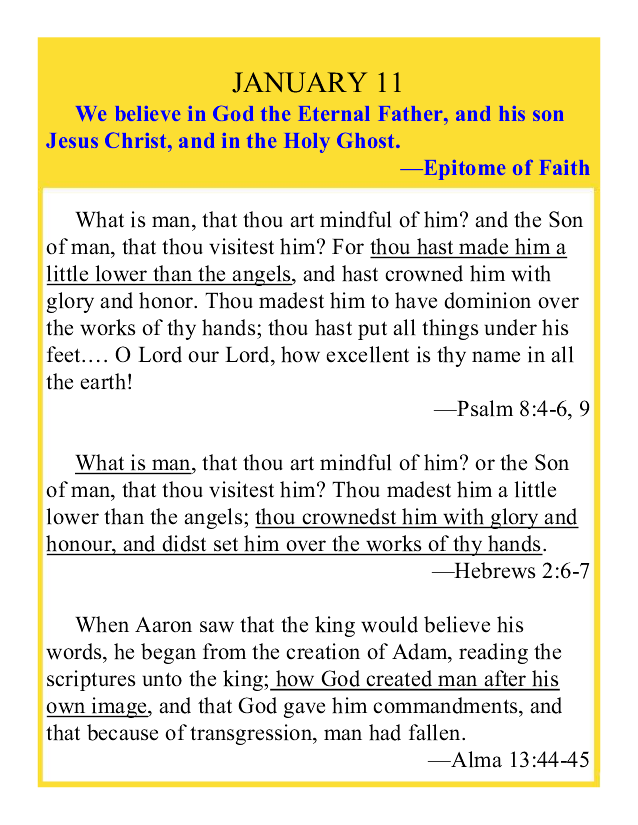 JANUARY 11
We believe in God the Eternal Father, and his son
Jesus Christ, and in the Holy Ghost.
—Epitome of Faith
What is man, that thou art mindful of him? and the Son
of man, that thou visitest him? For thou hast made him a
little lower than the angels, and hast crowned him with
glory and honor. Thou madest him to have dominion over
the works of thy hands; thou hast put all things under his
feet.… O Lord our Lord, how excellent is thy name in all
the earth!
—Psalm 8:4-6, 9
What is man, that thou art mindful of him? or the Son
of man, that thou visitest him? Thou madest him a little
lower than the angels; thou crownedst him with glory and
honour, and didst set him over the works of thy hands.
—Hebrews 2:6-7
When Aaron saw that the king would believe his
words, he began from the creation of Adam, reading the
scriptures unto the king; how God created man after his
own image, and that God gave him commandments, and
that because of transgression, man had fallen.
—Alma 13:44-45